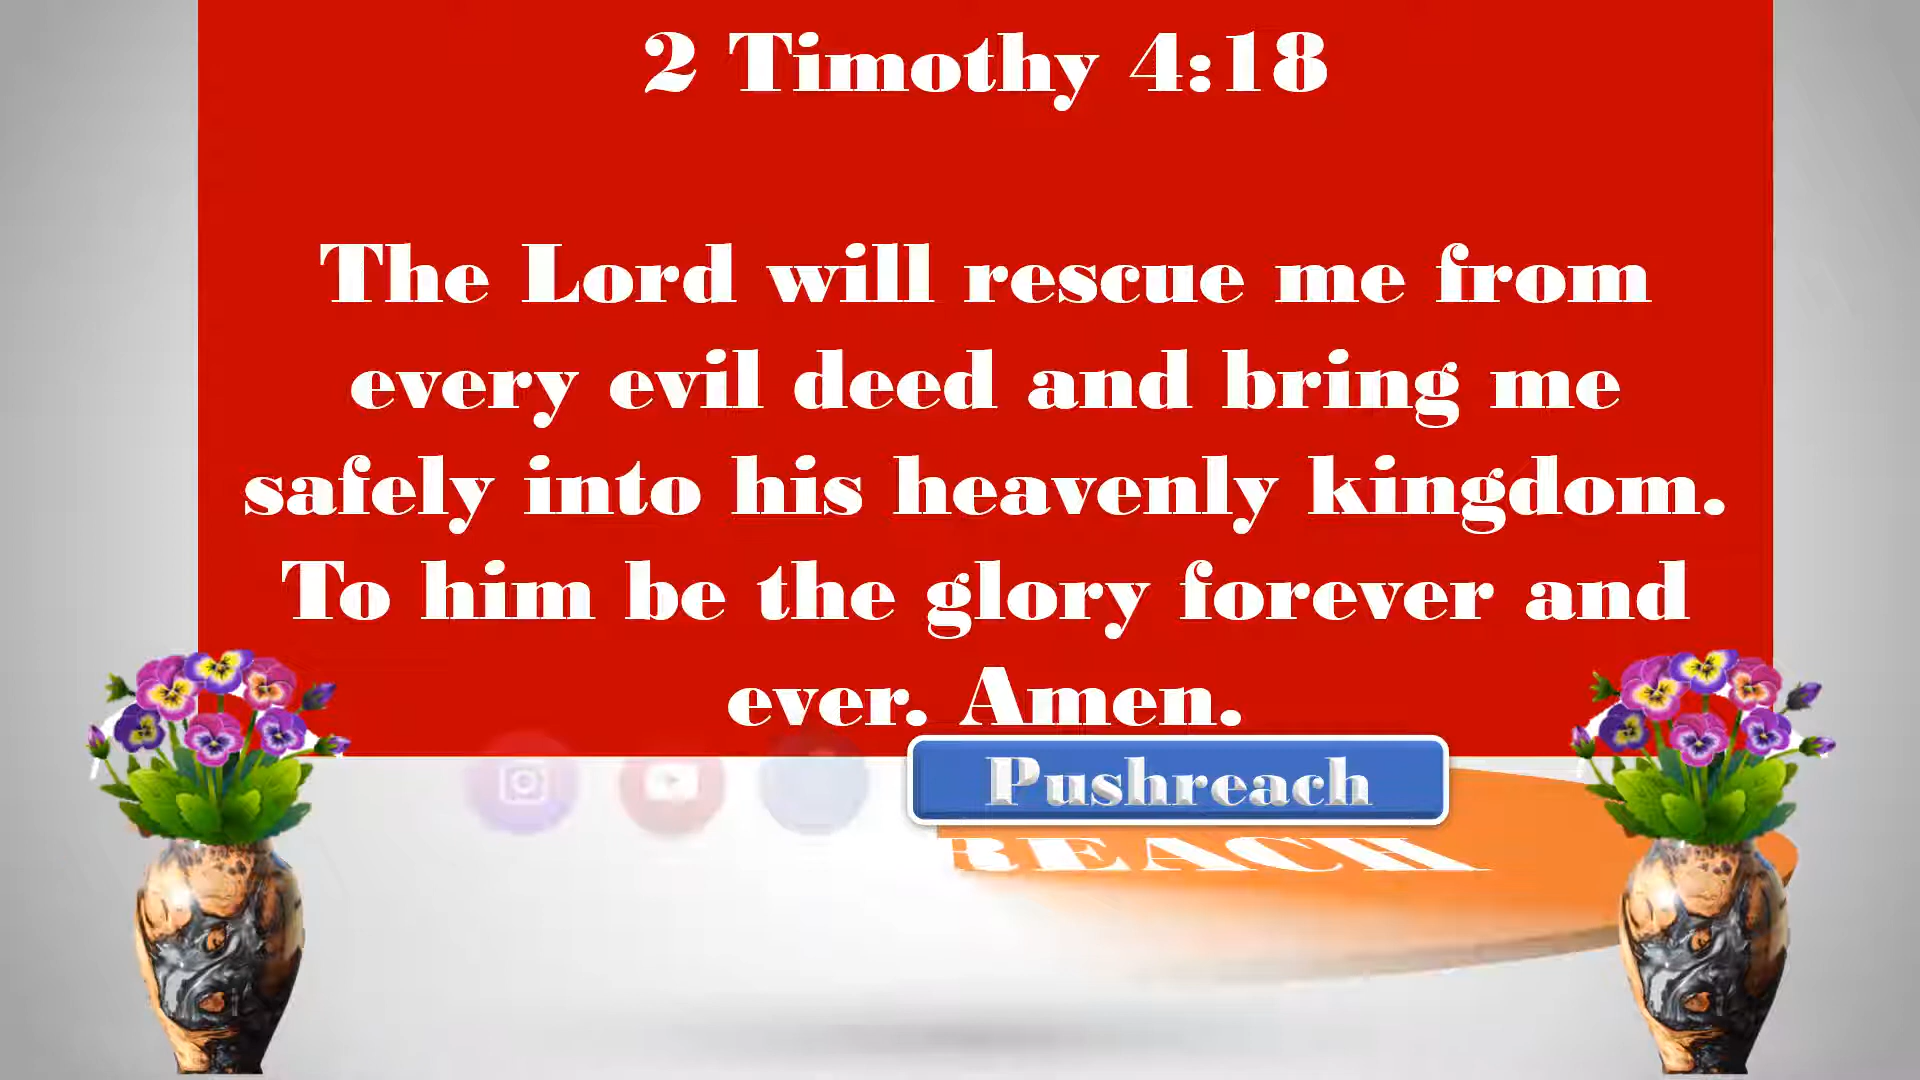 2 Timothy 4:18
The Lord will rescue me from
every evil deed and bring me
safely into his heavenly kingdom.
To him be the glory forever and
ever. Amen.
Pushreach
REACH